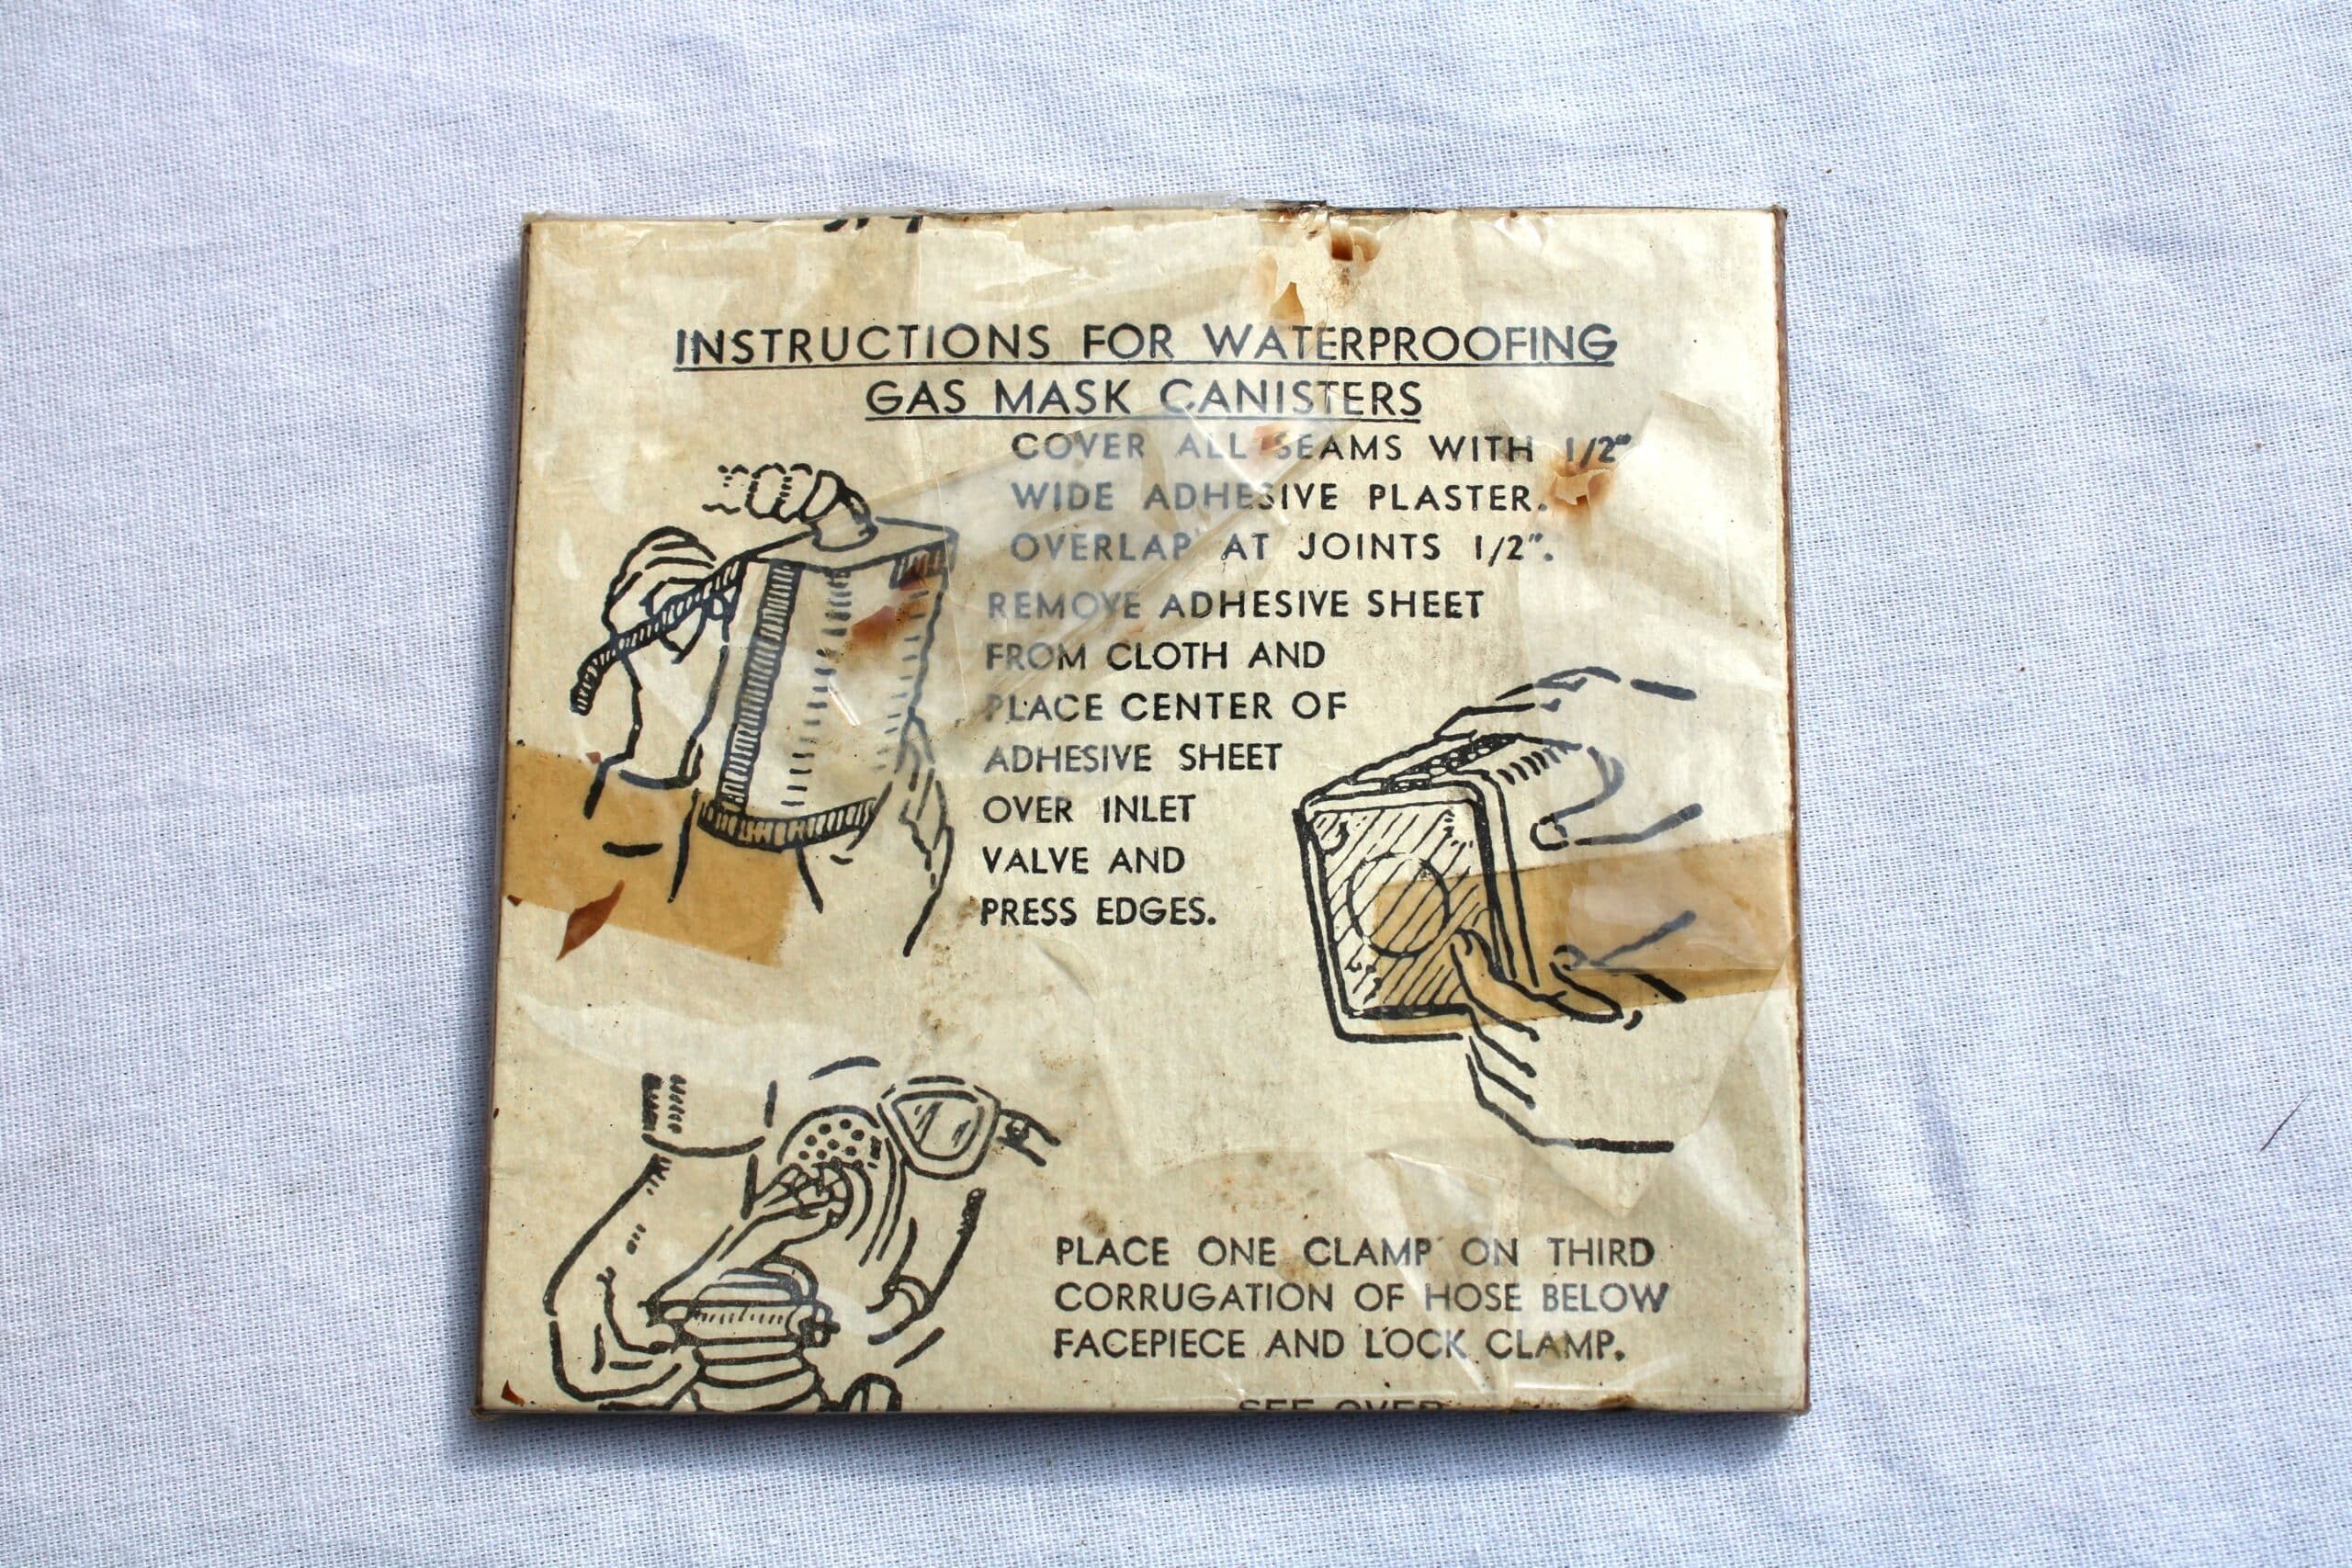 INSTRUCTIONS FOR WATERPROOFING
GAS MASK CANISTERS
COVER ALL SEAMS WITH 1/2"
WIDE ADHESIVE PLASTER.
OVERLAP AT JOINTS 1/2".
REMOVE ADHESIVE SHEET
FROM CLOTH AND
PLACE CENTER OF
ADHESIVE SHEET
OVER INLET
VALVE AND
PRESS EDGES.
PLACE ONE CLAMP ON THIRD
CORRUGATION OF HOSE BELOW
FACEPIECE AND LOCK CLAMP.
SEE OVER